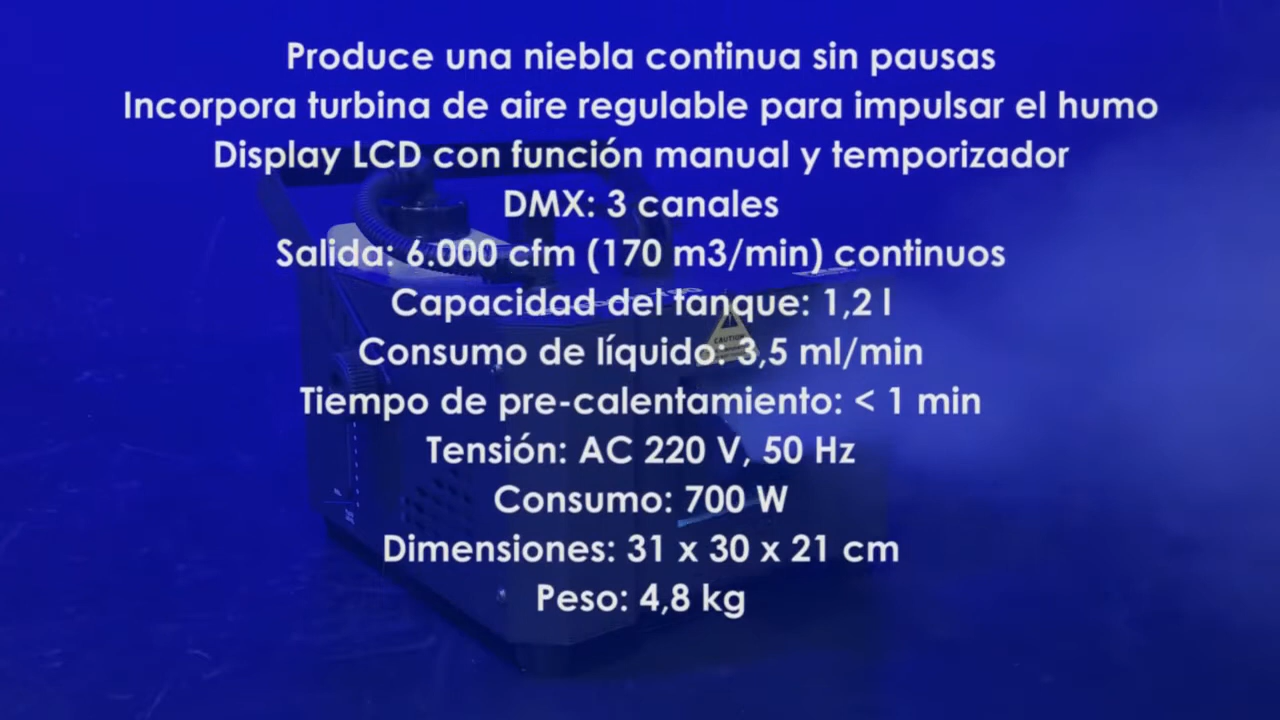 Produce una niebla continua sin pausas
Incorpora turbina de aire regulable para impulsar el humo
Display LCD con función manual y temporizador
DMX: 3 canales
Salida: 6.000 cfm (170 m3/min) continuos
Capacidad del tanque: 1,2 l
Consumo de líquido: 3,5 ml/min
CAUTION
Tiempo de pre-calentamiento: < 1 min
Tensión: AC 220 V, 50 Hz
Consumo: 700 W
Dimensiones: 31 x 30 x 21 cm
Peso: 4,8 kg